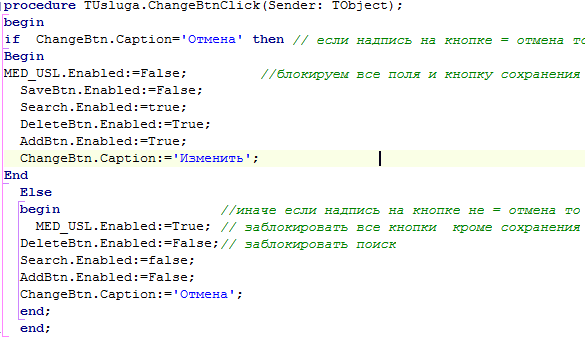 procedure TUsluga.ChangeBtnClick(Sender: TObject);
begin
if ChangeBtn.Caption='Отмена' then // если надпись на кнопке = отмена то
Begin
MED_USL.Enabled:=False; //блокируем все поля и кнопку сохранения
SaveBtn.Enabled:=False;
Search.Enabled:=true;
DeleteBtn.Enabled:=True;
AddBtn.Enabled:=True;
ChangeBtn.Caption:='Изменить';
End
Else
begin //иначе если надпись на кнопке не = отмена то
MED_USL.Enabled:=True; // заблокировать все кнопки кроме сохранения
DeleteBtn.Enabled:=False;// заблокировать поиск
Search.Enabled:=false;
AddBtn.Enabled:=False;
ChangeBtn.Caption:='Отмена';
end;
end;